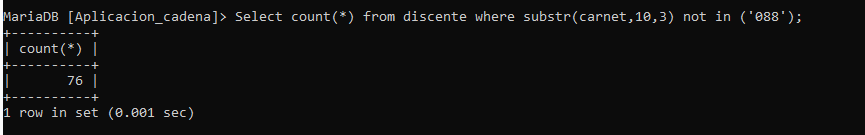 MariaDB [Aplicacion_cadena]> Select count(*) from discente where substr(carnet,10,3) not in ('088');
+----------+
| count(*) |
+----------+
|       76 |
+----------+
1 row in set (0.001 sec)